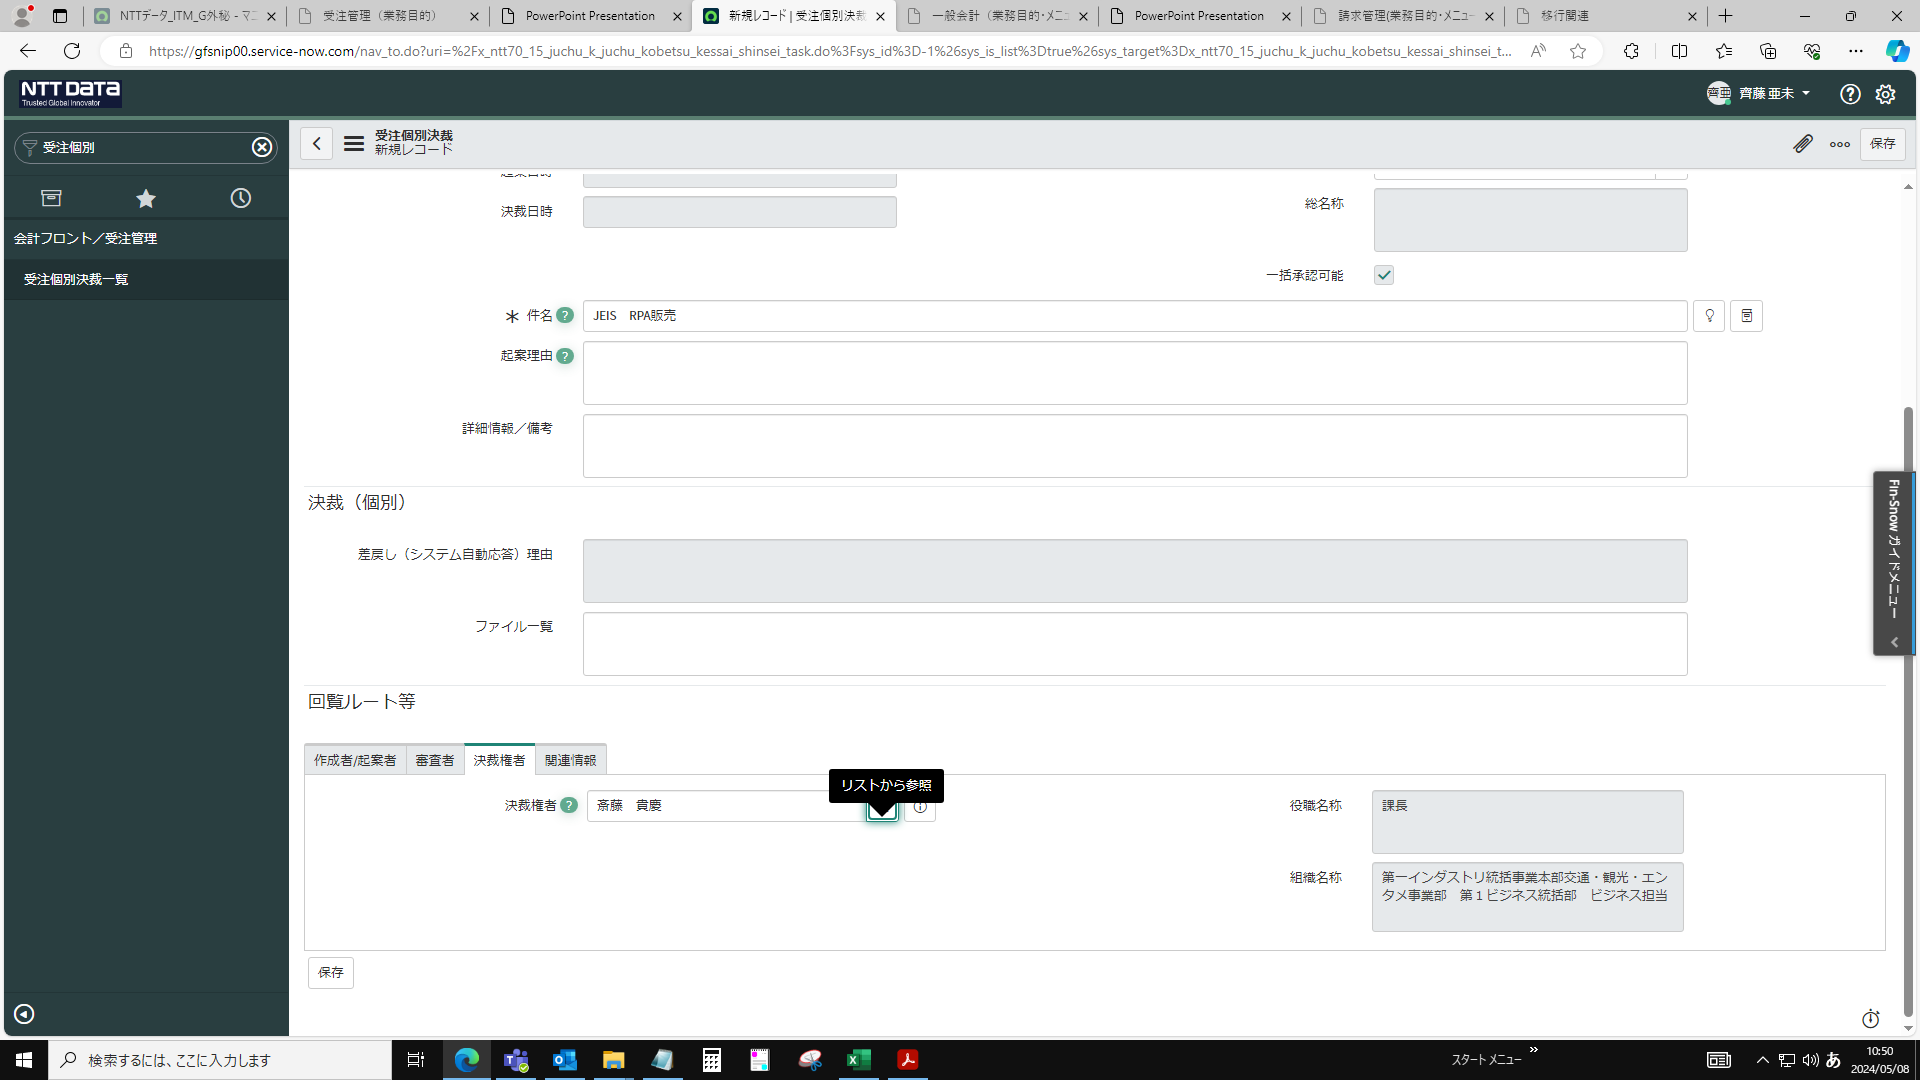 NTTデータ_ITM_G外秘 - マニ
受注管理（業務目的）
PowerPoint Presentation
新規レコード | 受注個別決裁
一般会計（業務目的･メニュ
PowerPoint Presentation
請求管理(業務目的･メニュー
移行関連
https://gfsnip00.service-now.com/nav_to.do?uri=%2Fx_ntt70_15_juchu_k_juchu_kobetsu_kessai_shinsei_task.do%3Fsys_id%3D-1%26sys_is_list%3Dtrue%26sys_target%3Dx_ntt70_15_juchu_k_juchu_kobetsu_kessai_shinsei_t...
NTT DATA
Trusted Global Innovator
齊亜
齊藤 亜未
受注個別
会計フロント／受注管理
受注個別決裁一覧
受注個別決裁
新規レコード
保存
起案日時
決裁日時
総名称
一括承認可能
件名
JEIS　RPA販売
起案理由
詳細情報／備考
決裁（個別）
差戻し（システム自動応答）理由
ファイル一覧
回覧ルート等
作成者/起案者
審査者
決裁権者
関連情報
リストから参照
決裁権者
斎藤　貴慶
役職名称
課長
組織名称
第一インダストリ統括事業本部交通・観光・エン
タメ事業部　第１ビジネス統括部　ビジネス担当
保存
Fin-Snow ガイドメニュー
検索するには、ここに入力します
スタート メニュー
あ
10:50
2024/05/08